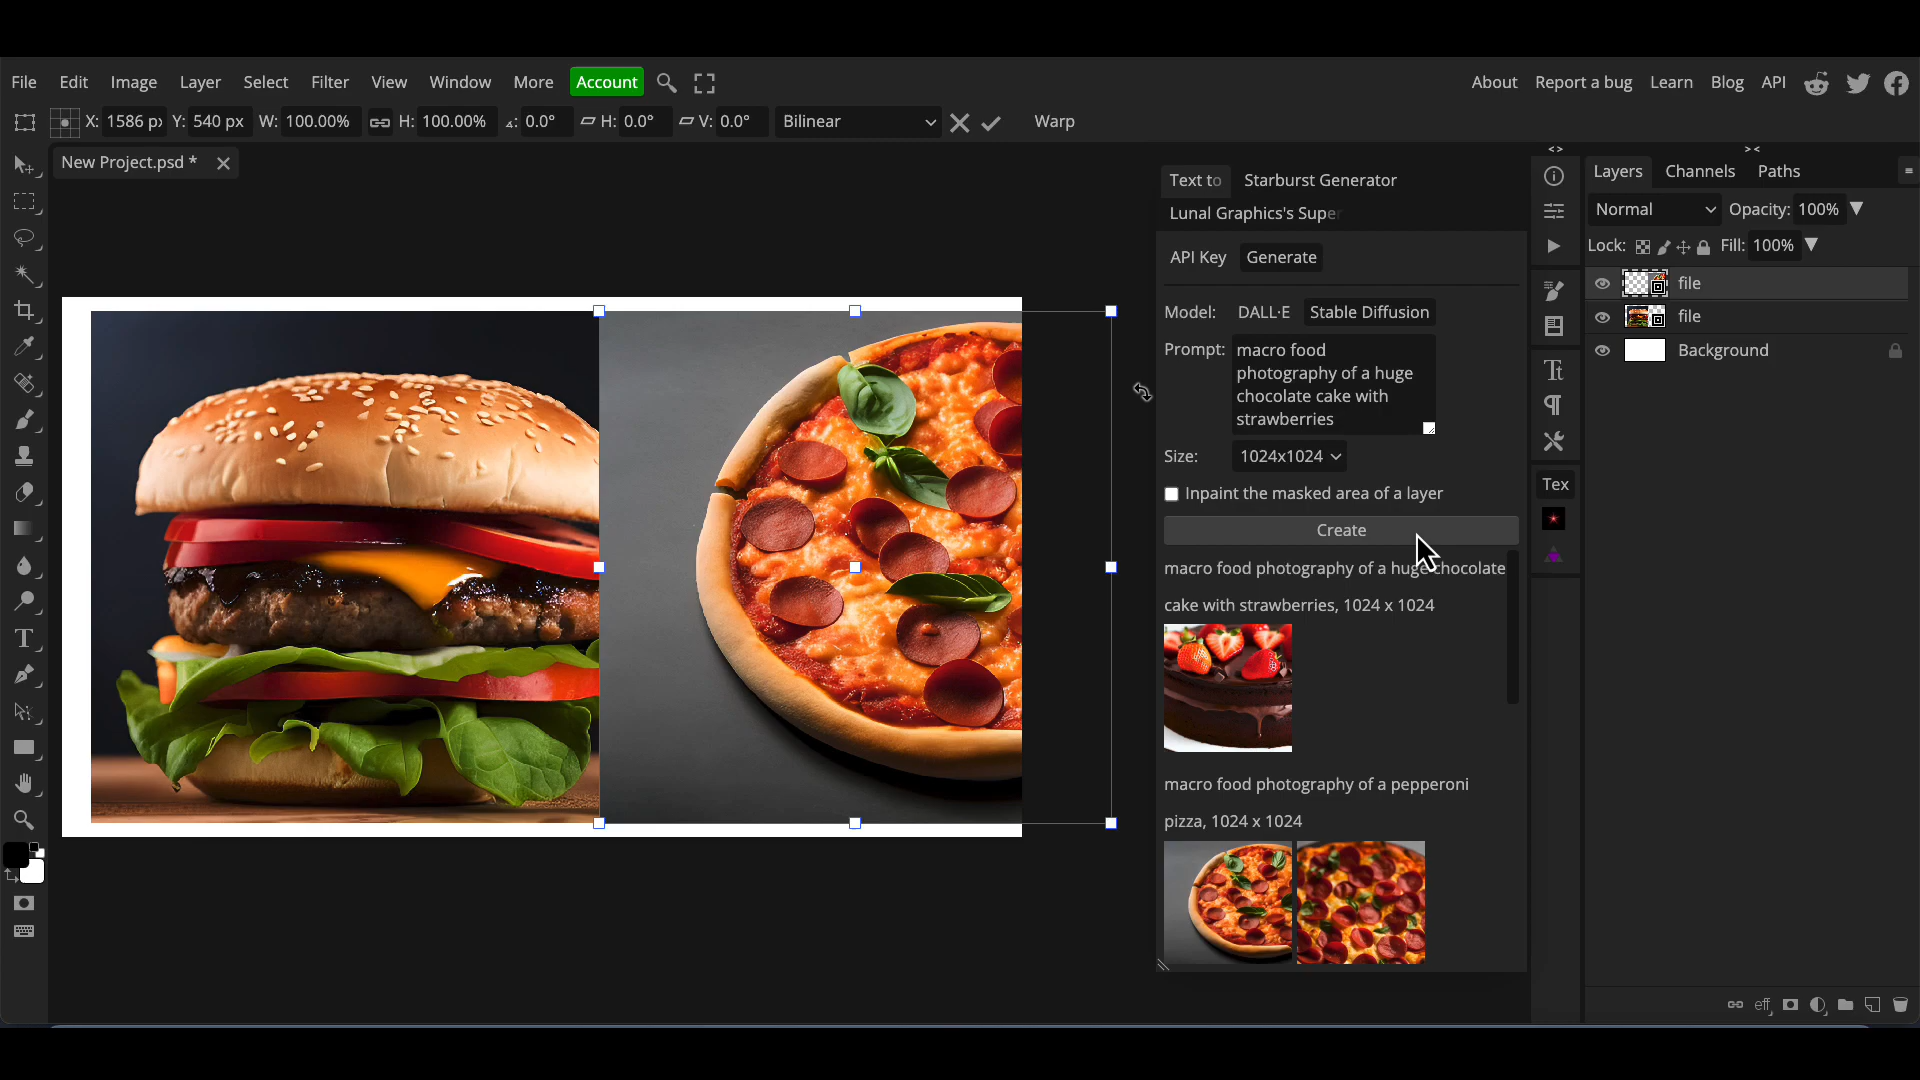 File Edit Image Layer Select Filter View Window More Account About Report a bug Learn Blog API
X: 1586 px Y: 540 px W: 100.00% H: 100.00% 0.0° H: 0.0° V: 0.0° Bilinear Warp
New Project.psd *
Text to Starburst Generator
Lunal Graphics's Super
API Key Generate
Model: DALL·E Stable Diffusion
Prompt: macro food
photography of a huge
chocolate cake with
strawberries
Size: 1024x1024
Inpaint the masked area of a layer
Create
macro food photography of a huge chocolate
cake with strawberries, 1024 x 1024
macro food photography of a pepperoni
pizza, 1024 x 1024
Tex
Layers Channels Paths
Normal Opacity: 100%
Lock: Fill: 100%
file
file
Background
eff